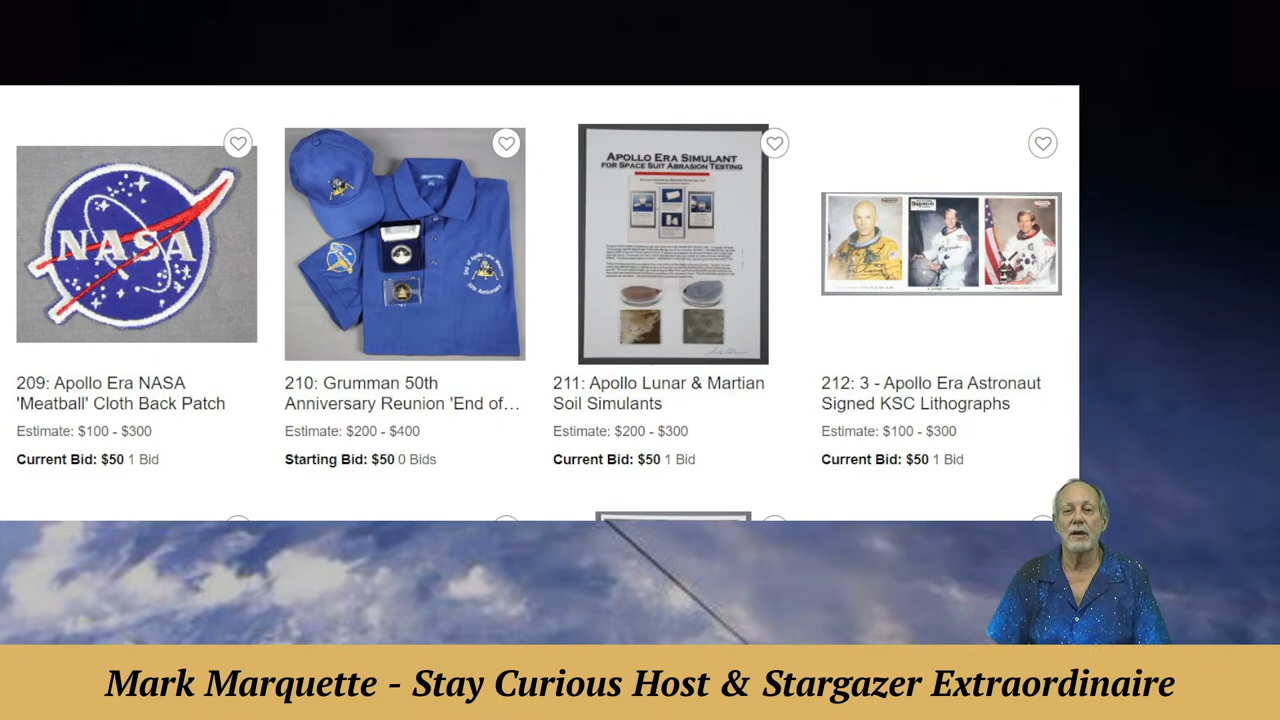 NASA
APOLLO ERA SIMULANT
FOR SPACE SUIT ABRASION TESTING
209: Apollo Era NASA
'Meatball' Cloth Back Patch
Estimate: $100 - $300
Current Bid: $50 1 Bid
210: Grumman 50th
Anniversary Reunion 'End of...
Estimate: $200 - $400
Starting Bid: $50 0 Bids
211: Apollo Lunar & Martian
Soil Simulants
Estimate: $200 - $300
Current Bid: $50 1 Bid
212: 3 - Apollo Era Astronaut
Signed KSC Lithographs
Estimate: $100 - $300
Current Bid: $50 1 Bid
Mark Marquette - Stay Curious Host & Stargazer Extraordinaire